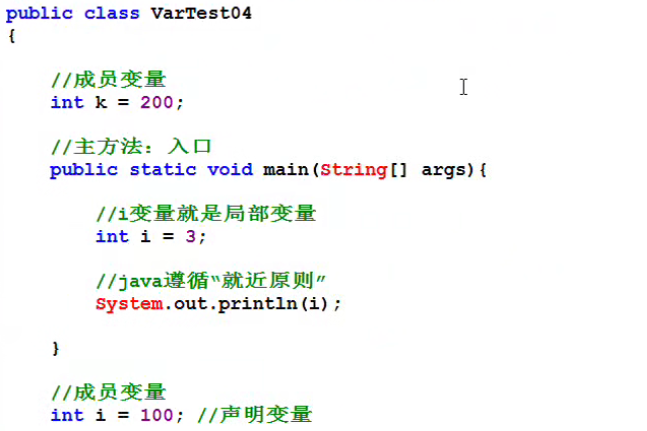 public class VarTest04
{
//成员变量
int k = 200;
//主方法：入口
public static void main(String[] args){
//i变量就是局部变量
int i = 3;
//java遵循“就近原则”
System.out.println(i);
}
//成员变量
int i = 100; //声明变量